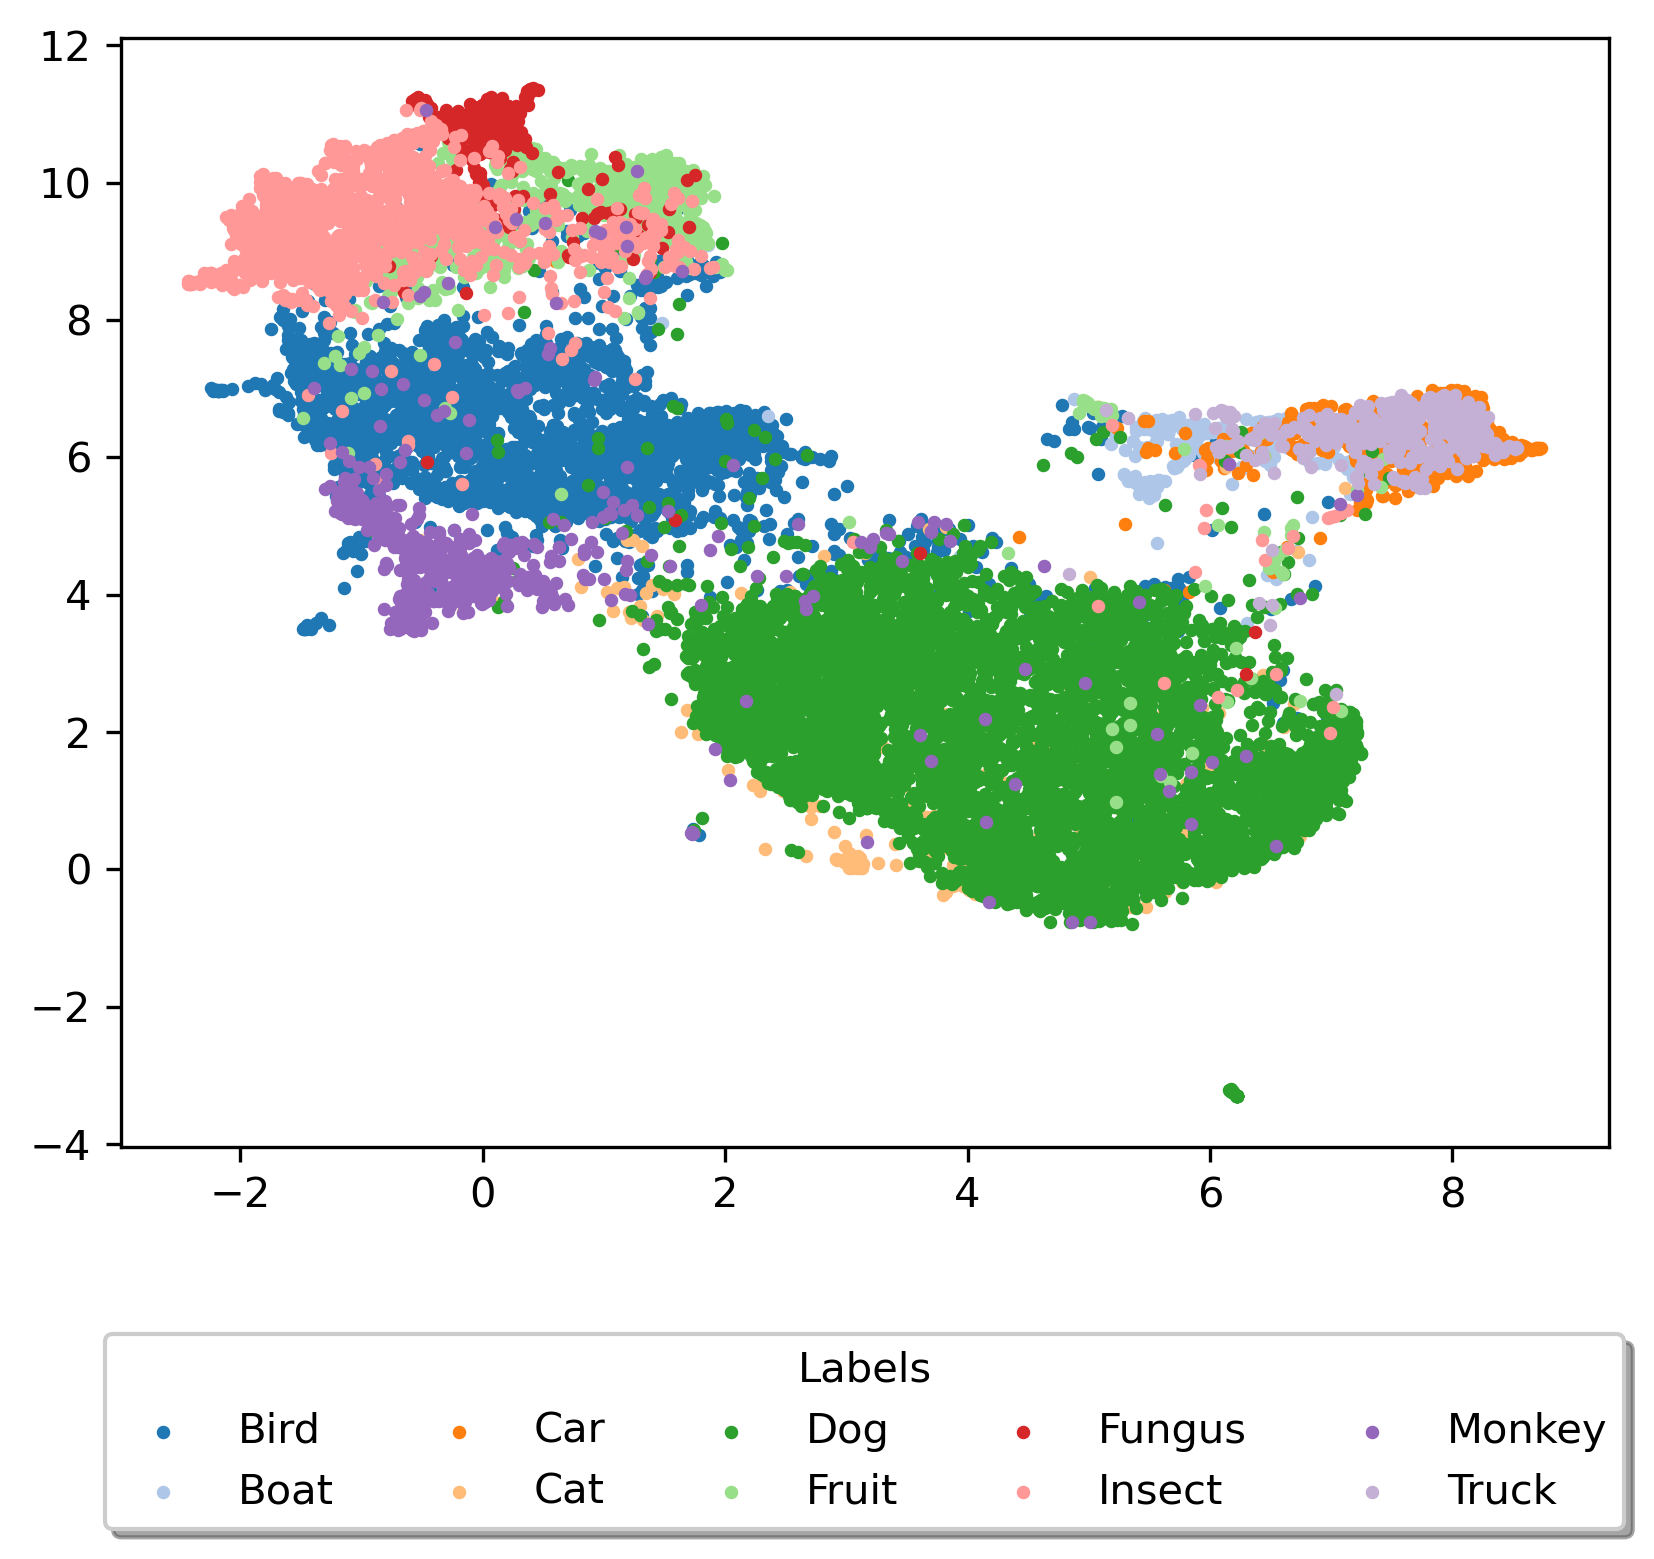 12
10
8
6
4
2
0
−2
−4
−2 0 2 4 6 8
Labels
Bird Car Dog Fungus Monkey
Boat Cat Fruit Insect Truck